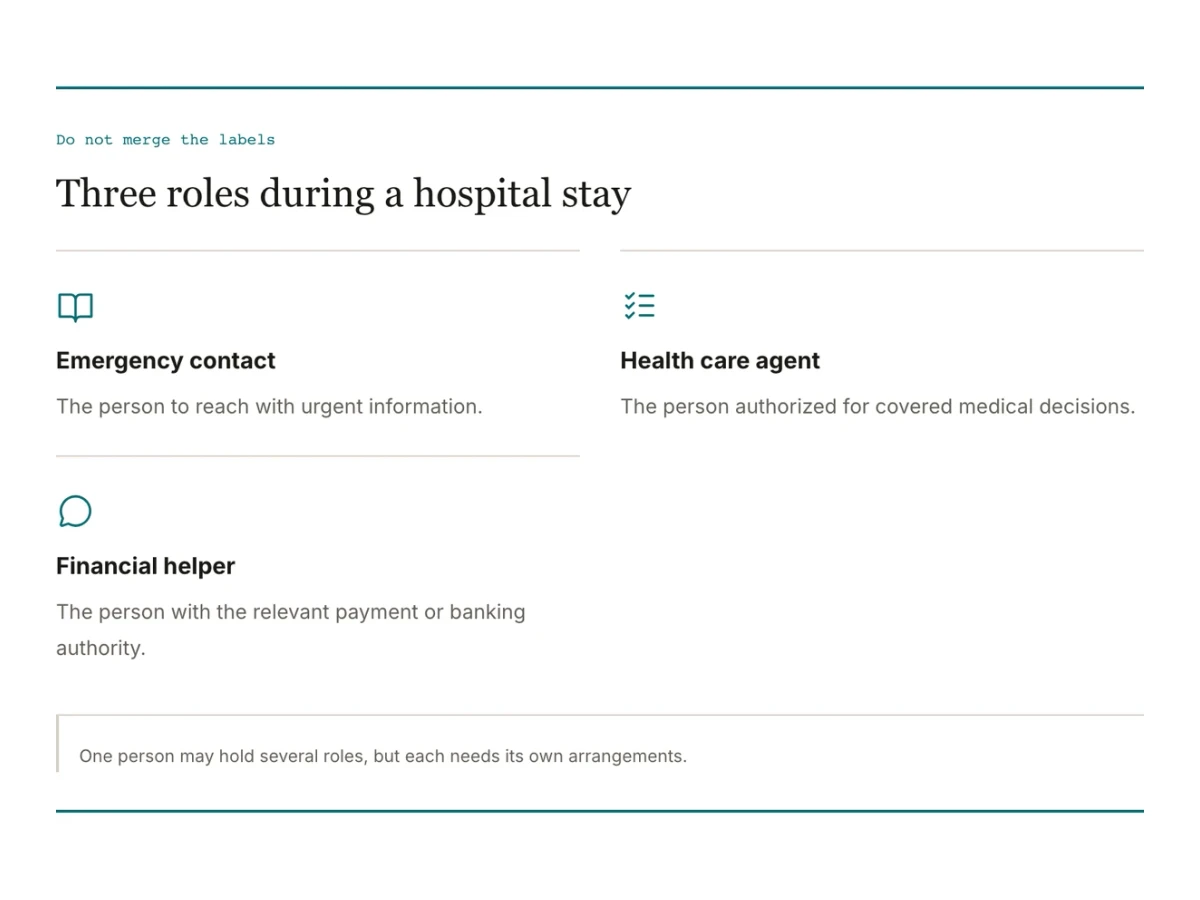 Do not merge the labels
Three roles during a hospital stay
Emergency contact
The person to reach with urgent information.
Health care agent
The person authorized for covered medical decisions.
Financial helper
The person with the relevant payment or banking
authority.
One person may hold several roles, but each needs its own arrangements.